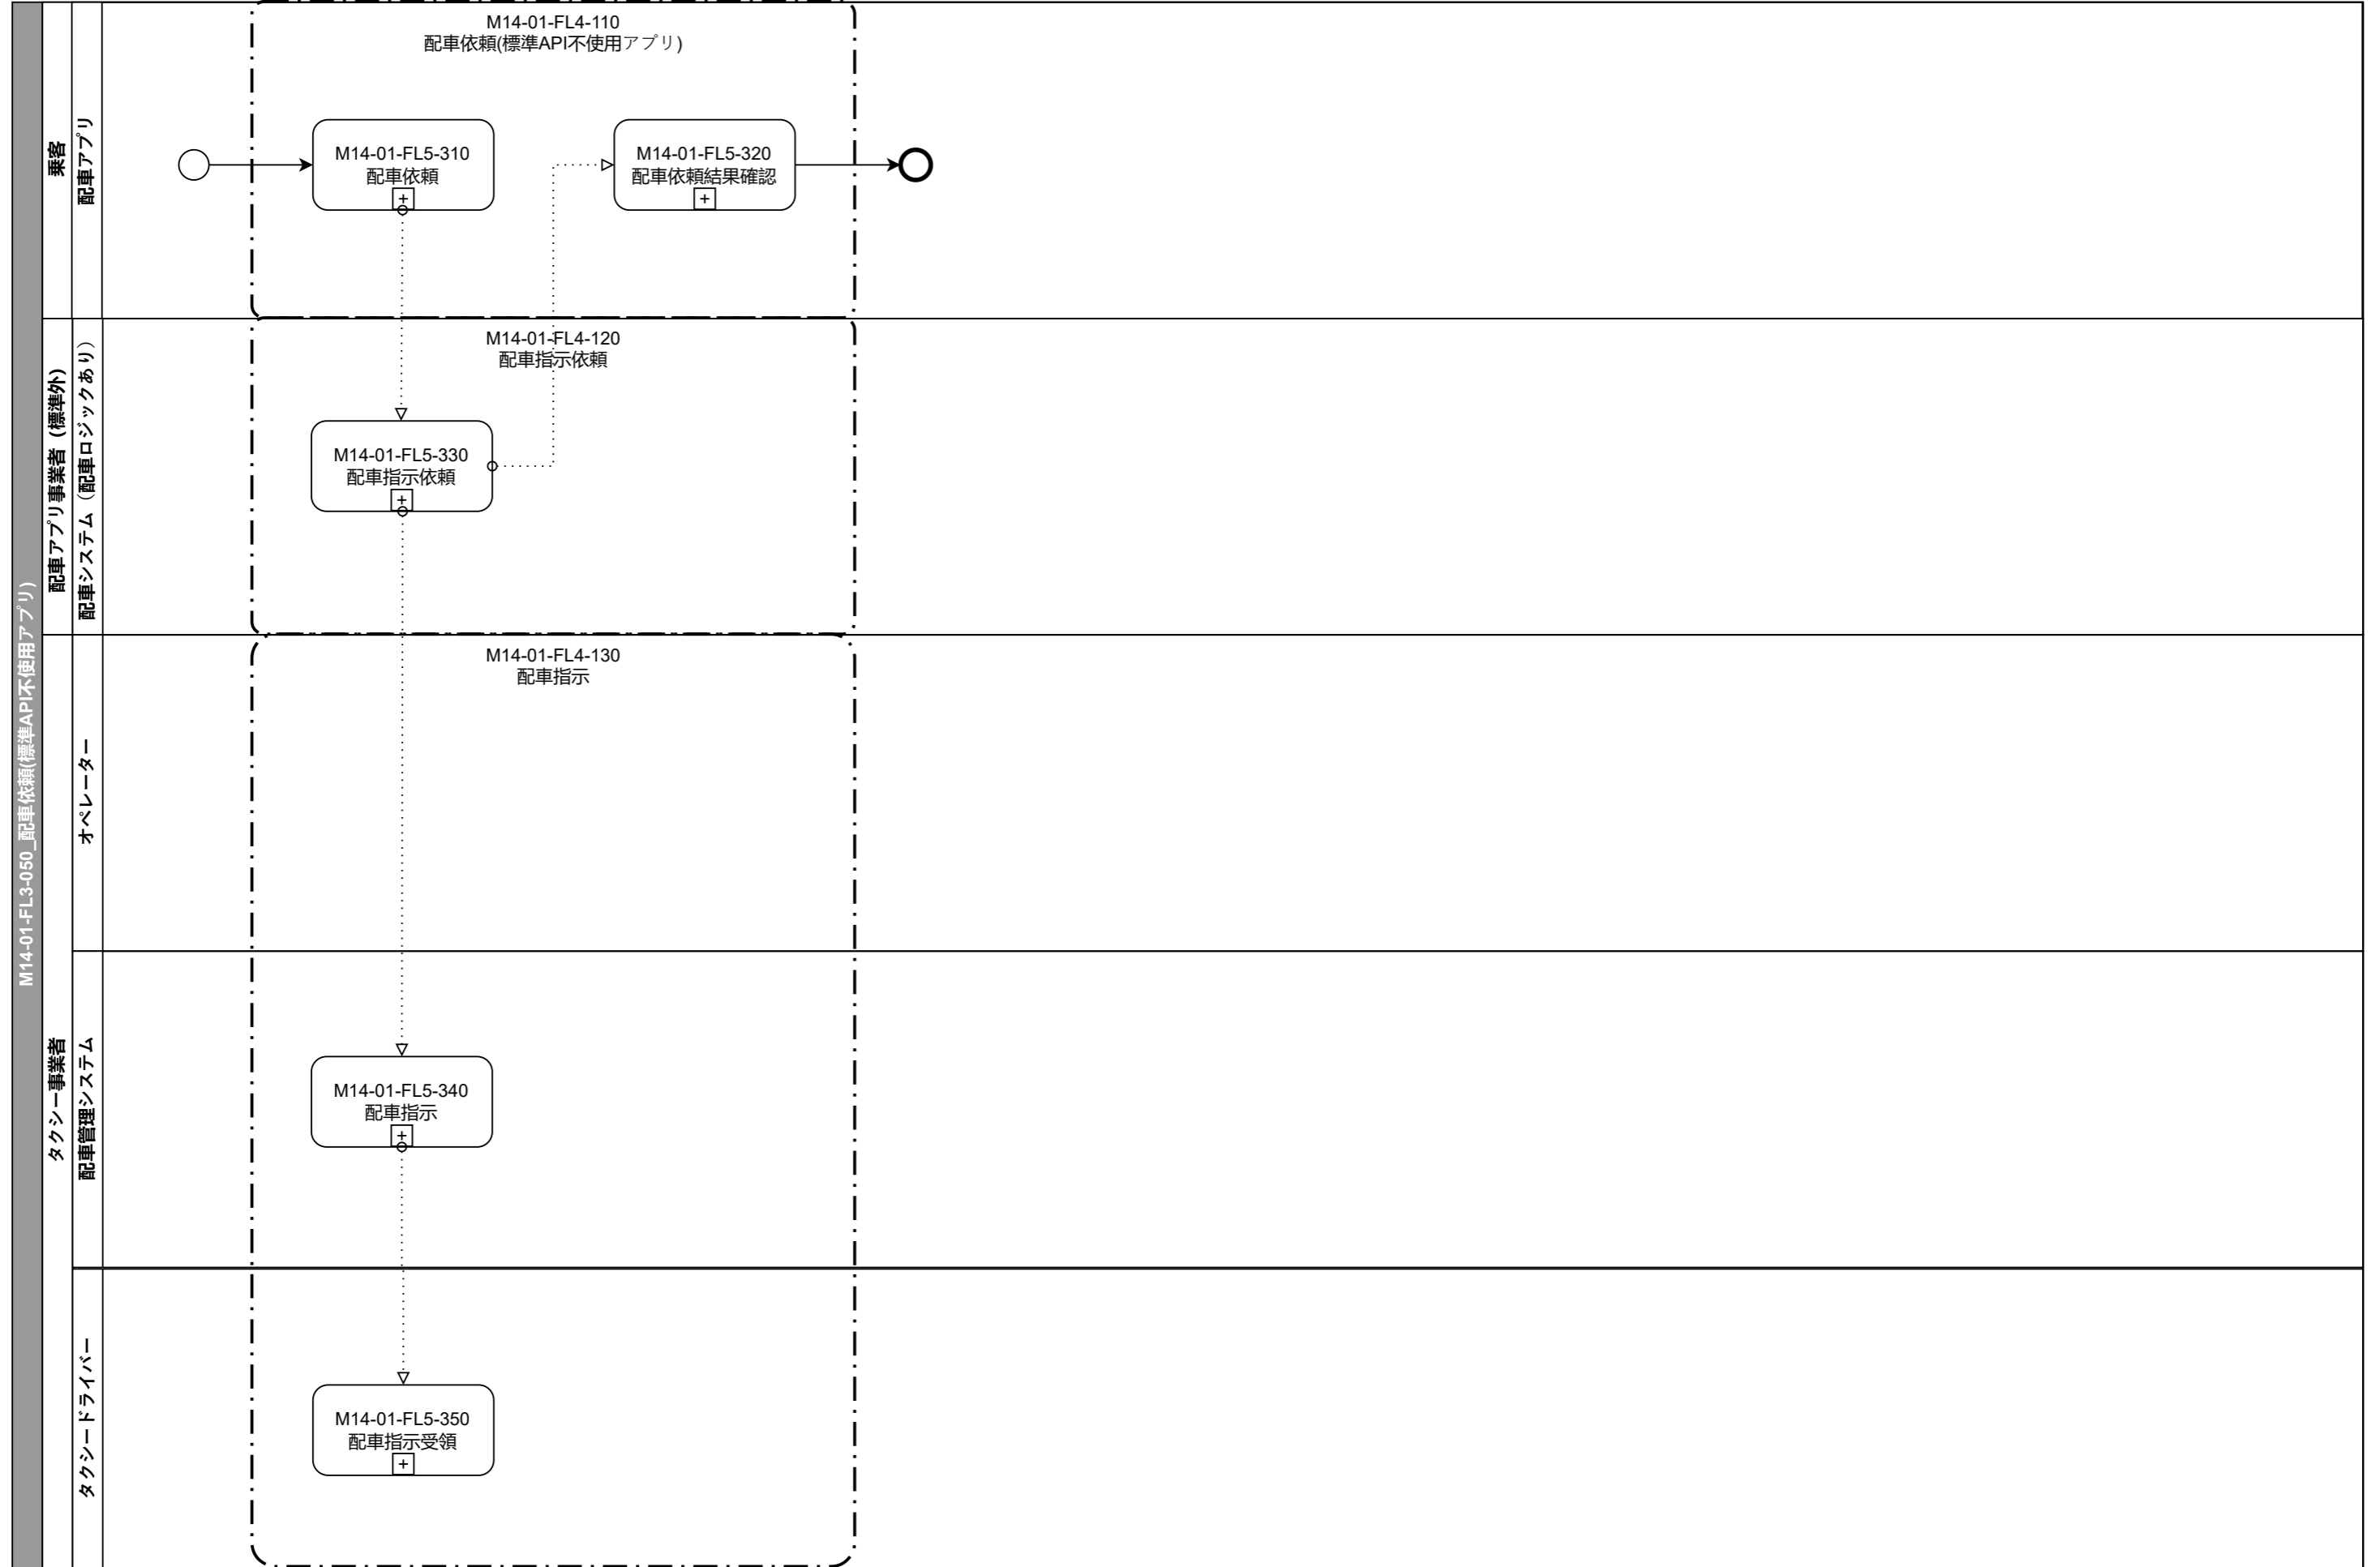 M14-01-FL3-050_配車依頼(標準API不使用アプリ)
乗客
配車アプリ
M14-01-FL4-110
配車依頼(標準API不使用アプリ)
M14-01-FL5-310
配車依頼
+
M14-01-FL5-320
配車依頼結果確認
+
配車アプリ事業者（標準外）
配車システム（配車ロジックあり）
M14-01-FL4-120
配車指示依頼
M14-01-FL5-330
配車指示依頼
+
タクシー事業者
オペレーター
M14-01-FL4-130
配車指示
配車管理システム
M14-01-FL5-340
配車指示
+
タクシードライバー
M14-01-FL5-350
配車指示受領
+